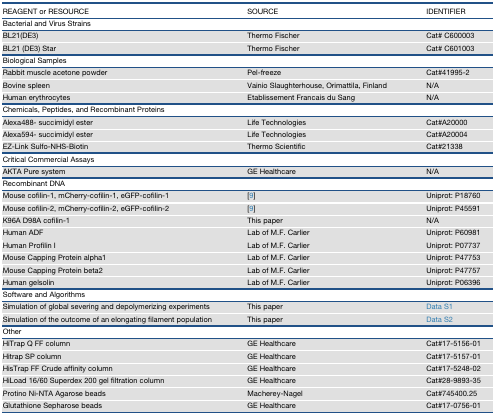 REAGENT or RESOURCE SOURCE IDENTIFIER
Bacterial and Virus Strains
BL21(DE3) Thermo Fischer Cat# C600003
BL21 (DE3) Star Thermo Fischer Cat# C601003
Biological Samples
Rabbit muscle acetone powder Pel-freeze Cat#41995-2
Bovine spleen Vainio Slaughterhouse, Orimattila, Finland N/A
Human erythrocytes Etablissement Francais du Sang N/A
Chemicals, Peptides, and Recombinant Proteins
Alexa488- succimidyl ester Life Technologies Cat#A20000
Alexa594- succimidyl ester Life Technologies Cat#A20004
EZ-Link Sulfo-NHS-Biotin Thermo Scientific Cat#21338
Critical Commercial Assays
AKTA Pure system GE Healthcare N/A
Recombinant DNA
Mouse cofilin-1, mCherry-cofilin-1, eGFP-cofilin-1 [9] Uniprot: P18760
Mouse cofilin-2, mCherry-cofilin-2, eGFP-cofilin-2 [9] Uniprot: P45591
K96A D98A cofilin-1 This paper N/A
Human ADF Lab of M.F. Carlier Uniprot: P60981
Human Profilin I Lab of M.F. Carlier Uniprot: P07737
Mouse Capping Protein alpha1 Lab of M.F. Carlier Uniprot: P47753
Mouse Capping Protein beta2 Lab of M.F. Carlier Uniprot: P47757
Human gelsolin Lab of M.F. Carlier Uniprot: P06396
Software and Algorithms
Simulation of global severing and depolymerizing experiments This paper Data S1
Simulation of the outcome of an elongating filament population This paper Data S2
Other
HiTrap Q FF column GE Healthcare Cat#17-5156-01
Hitrap SP column GE Healthcare Cat#17-5157-01
HisTrap FF Crude affinity column GE Healthcare Cat#17-5248-02
HiLoad 16/60 Superdex 200 gel filtration column GE Healthcare Cat#28-9893-35
Protino Ni-NTA Agarose beads Macherey-Nagel Cat#745400.25
Glutathione Sepharose beads GE Healthcare Cat#17-0756-01